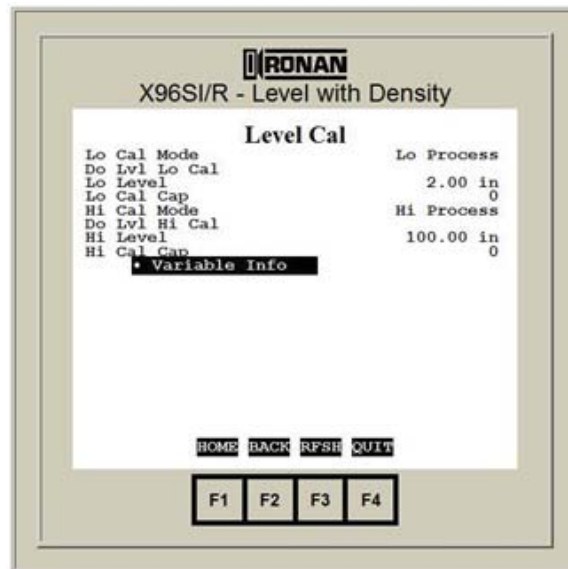 RONAN
X96SI/R - Level with Density
Level Cal
Lo Cal Mode Lo Process
Do Lvl Lo Cal
Lo Level 2.00 in
Lo Cal Cap 0
Hi Cal Mode Hi Process
Do Lvl Hi Cal
Hi Level 100.00 in
Hi Cal Cap 0
• Variable Info
HOME BACK RFSH QUIT
F1 F2 F3 F4